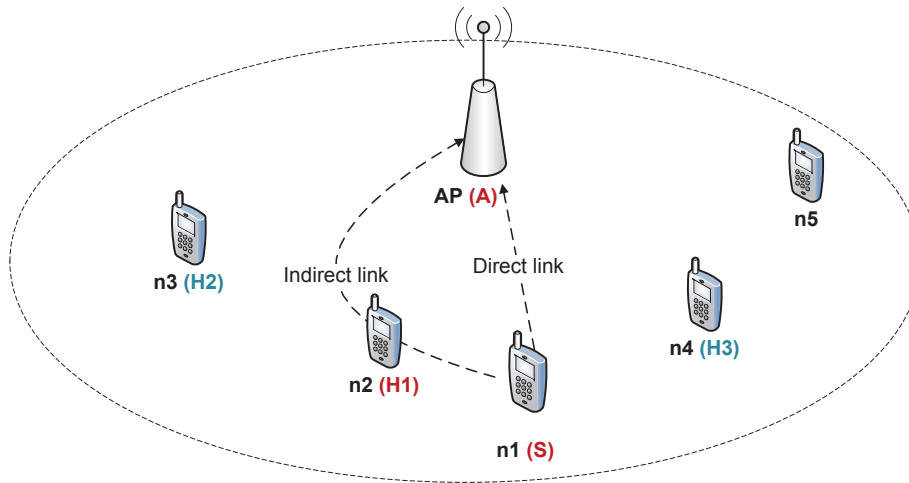 AP (A)
n5
n3 (H2)
Indirect link
Direct link
n4 (H3)
n2 (H1)
n1 (S)